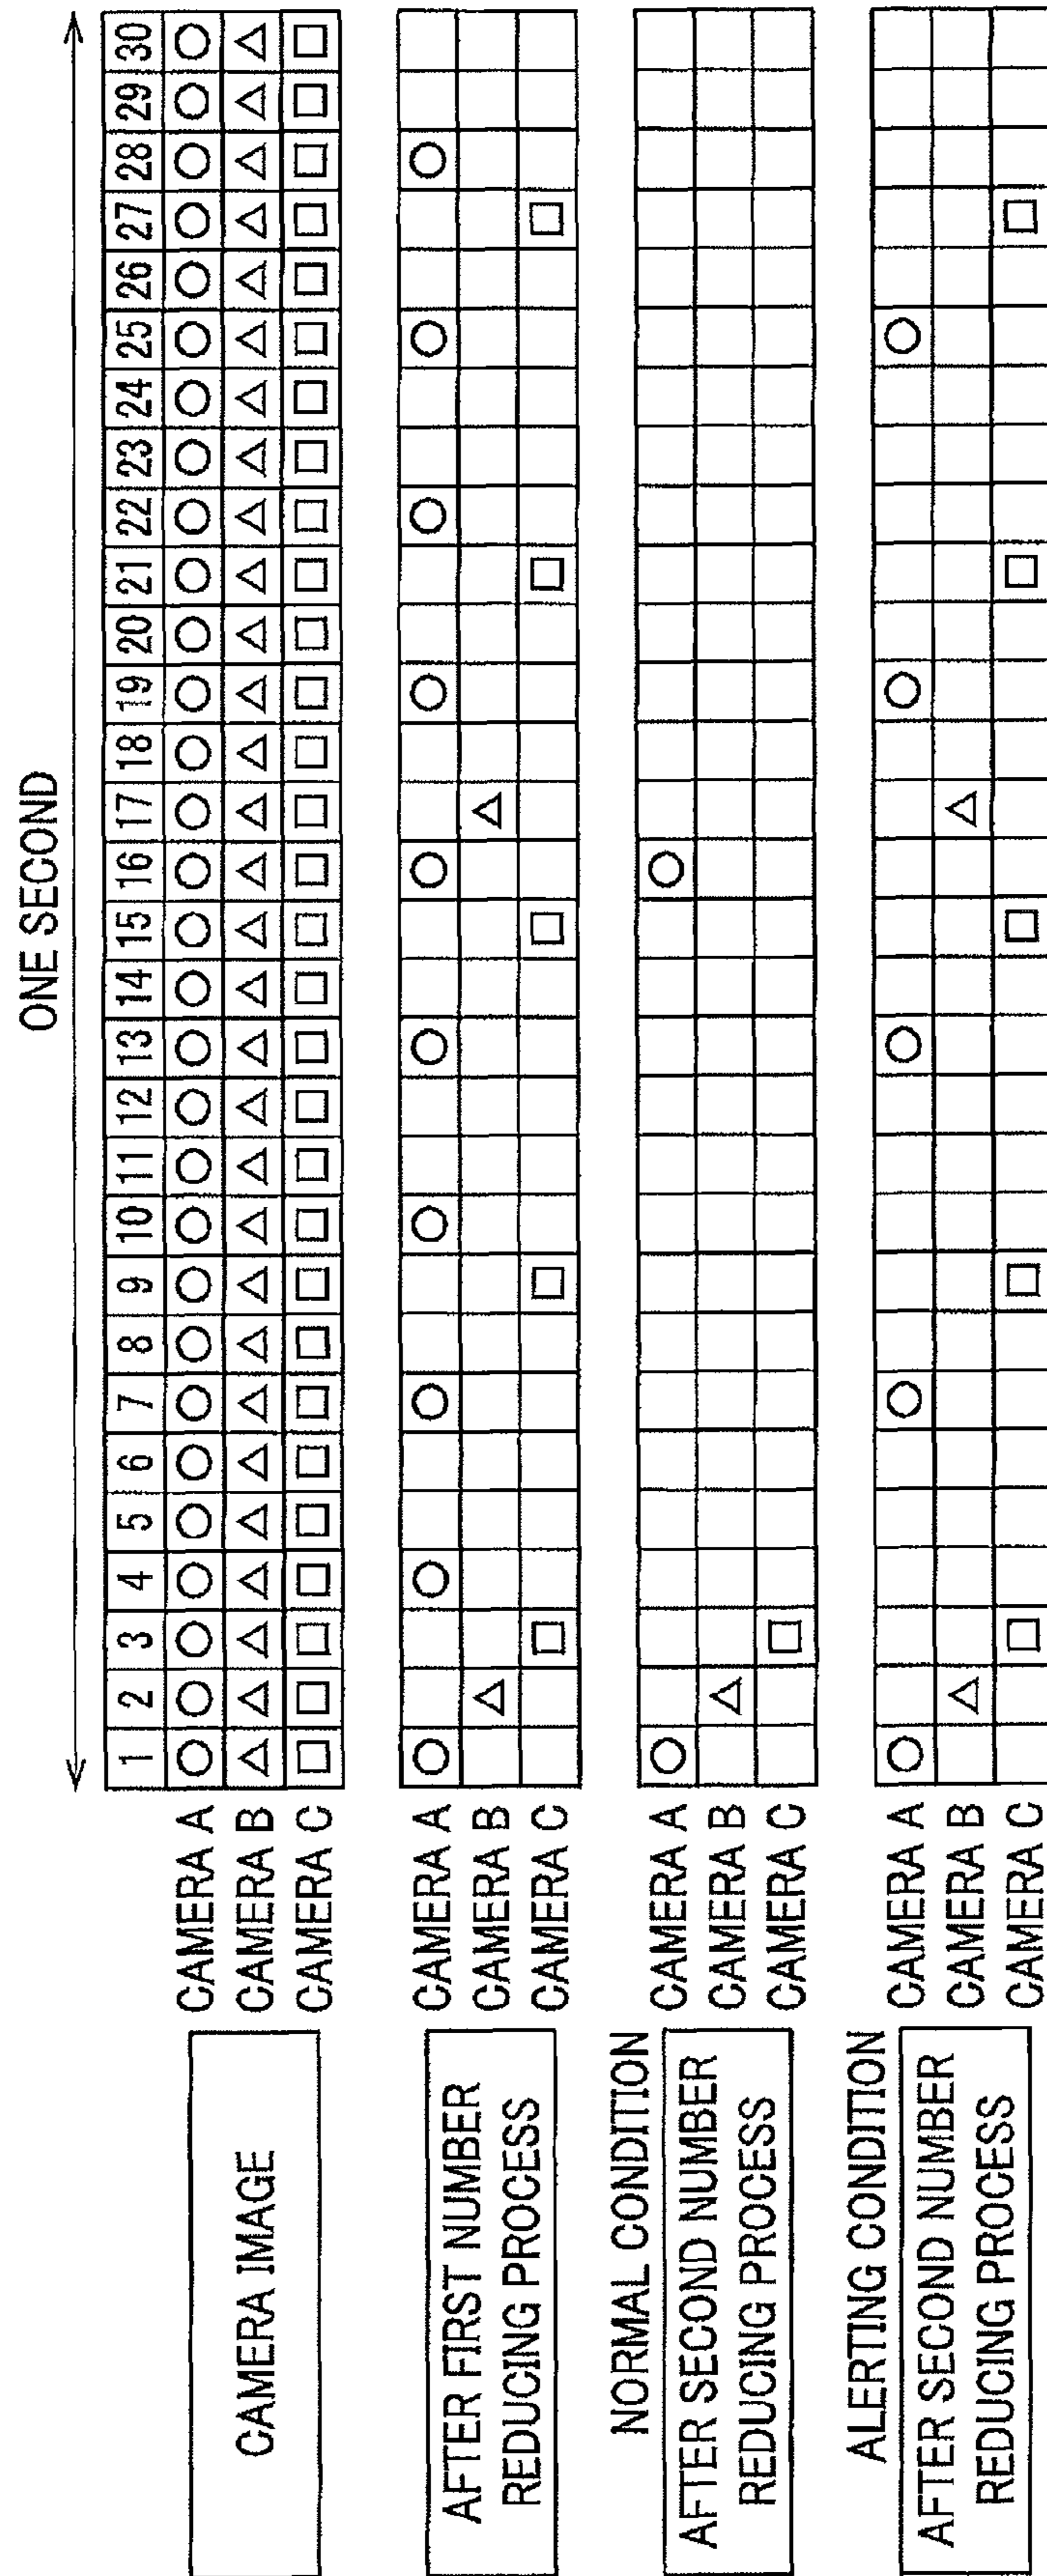 ONE SECOND
1 2 3 4 5 6 7 8 9 10 11 12 13 14 15 16 17 18 19 20 21 22 23 24 25 26 27 28 29 30
CAMERA IMAGE
CAMERA A
CAMERA B
CAMERA C
AFTER FIRST NUMBER
REDUCING PROCESS
CAMERA A
CAMERA B
CAMERA C
NORMAL CONDITION
AFTER SECOND NUMBER
REDUCING PROCESS
CAMERA A
CAMERA B
CAMERA C
ALERTING CONDITION
AFTER SECOND NUMBER
REDUCING PROCESS
CAMERA A
CAMERA B
CAMERA C